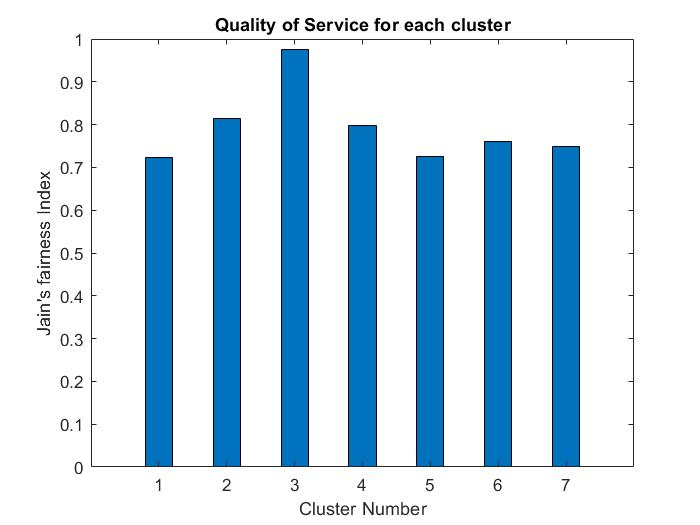 Quality of Service for each cluster
1
0.9
0.8
0.7
0.6
0.5
0.4
0.3
0.2
0.1
0
Jain's fairness Index
1 2 3 4 5 6 7
Cluster Number